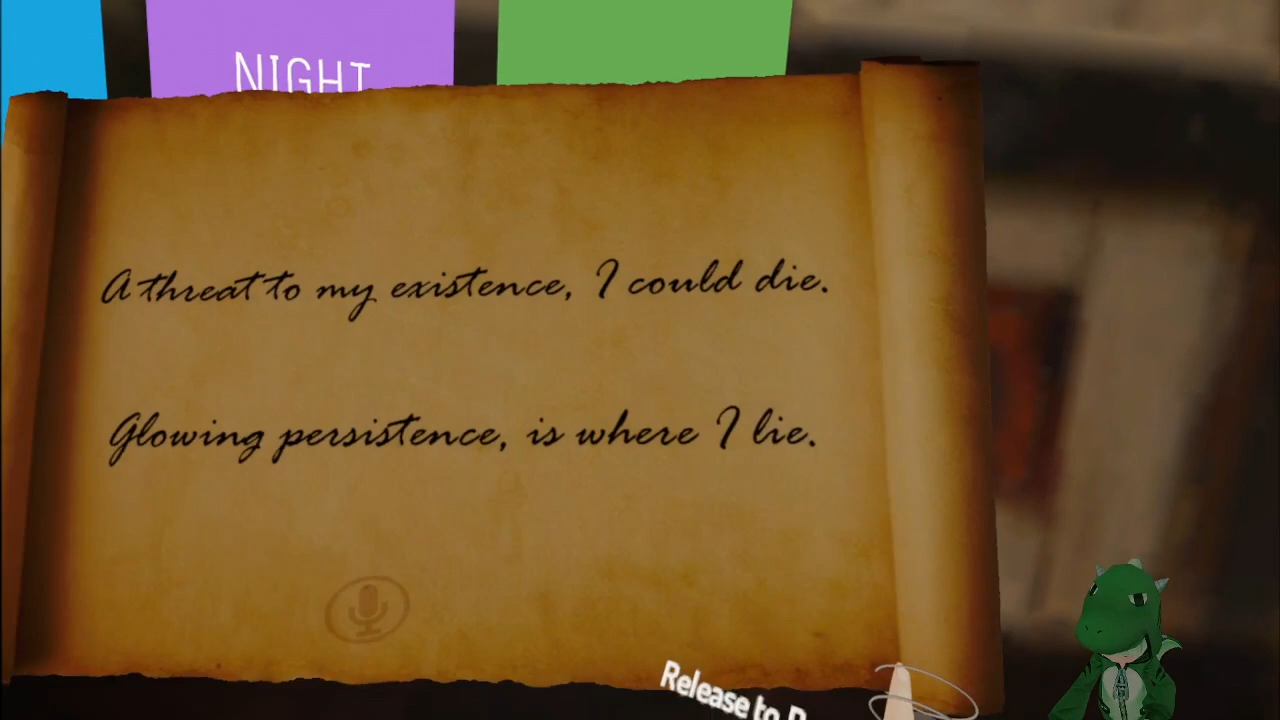 NIGHT
A threat to my existence, I could die.
Glowing persistence, is where I lie.
Release to